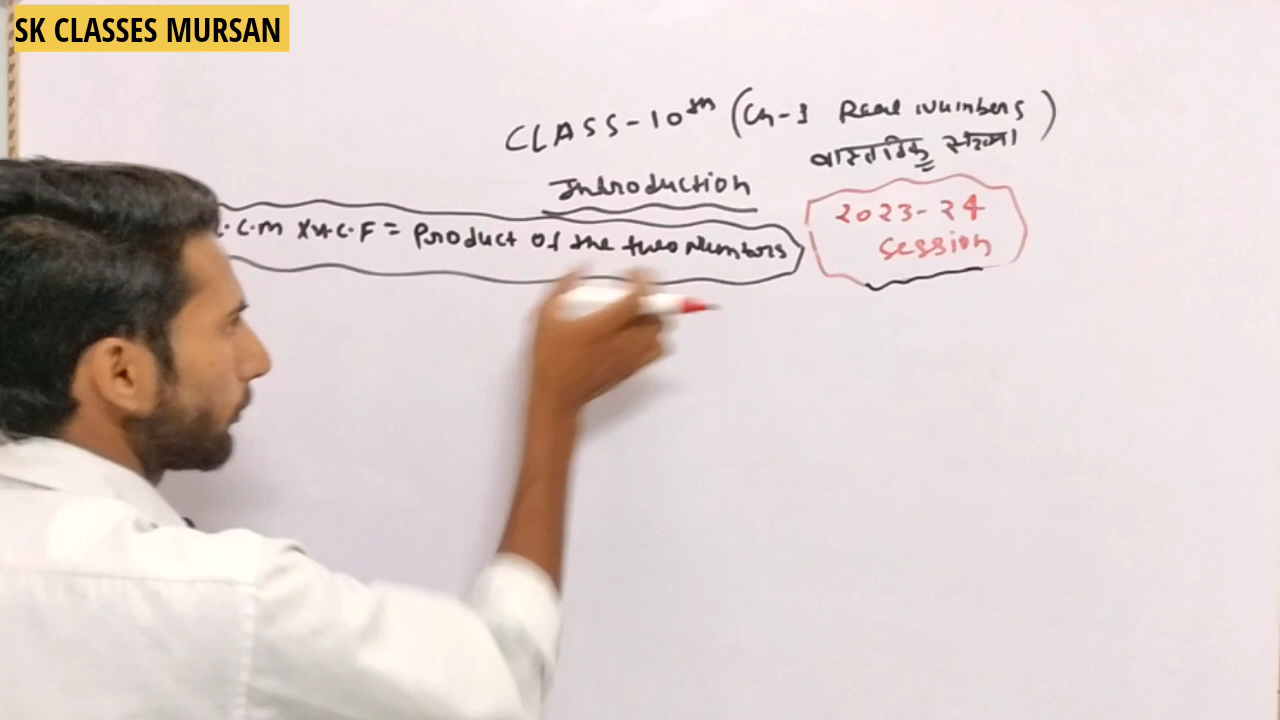 SK CLASSES MURSAN
CLASS-10th (Ch-1 Real Numbers)
वास्तविक संख्या
Introduction
.C.M X H.C.F = Product of the two Numbers
2023-24
session